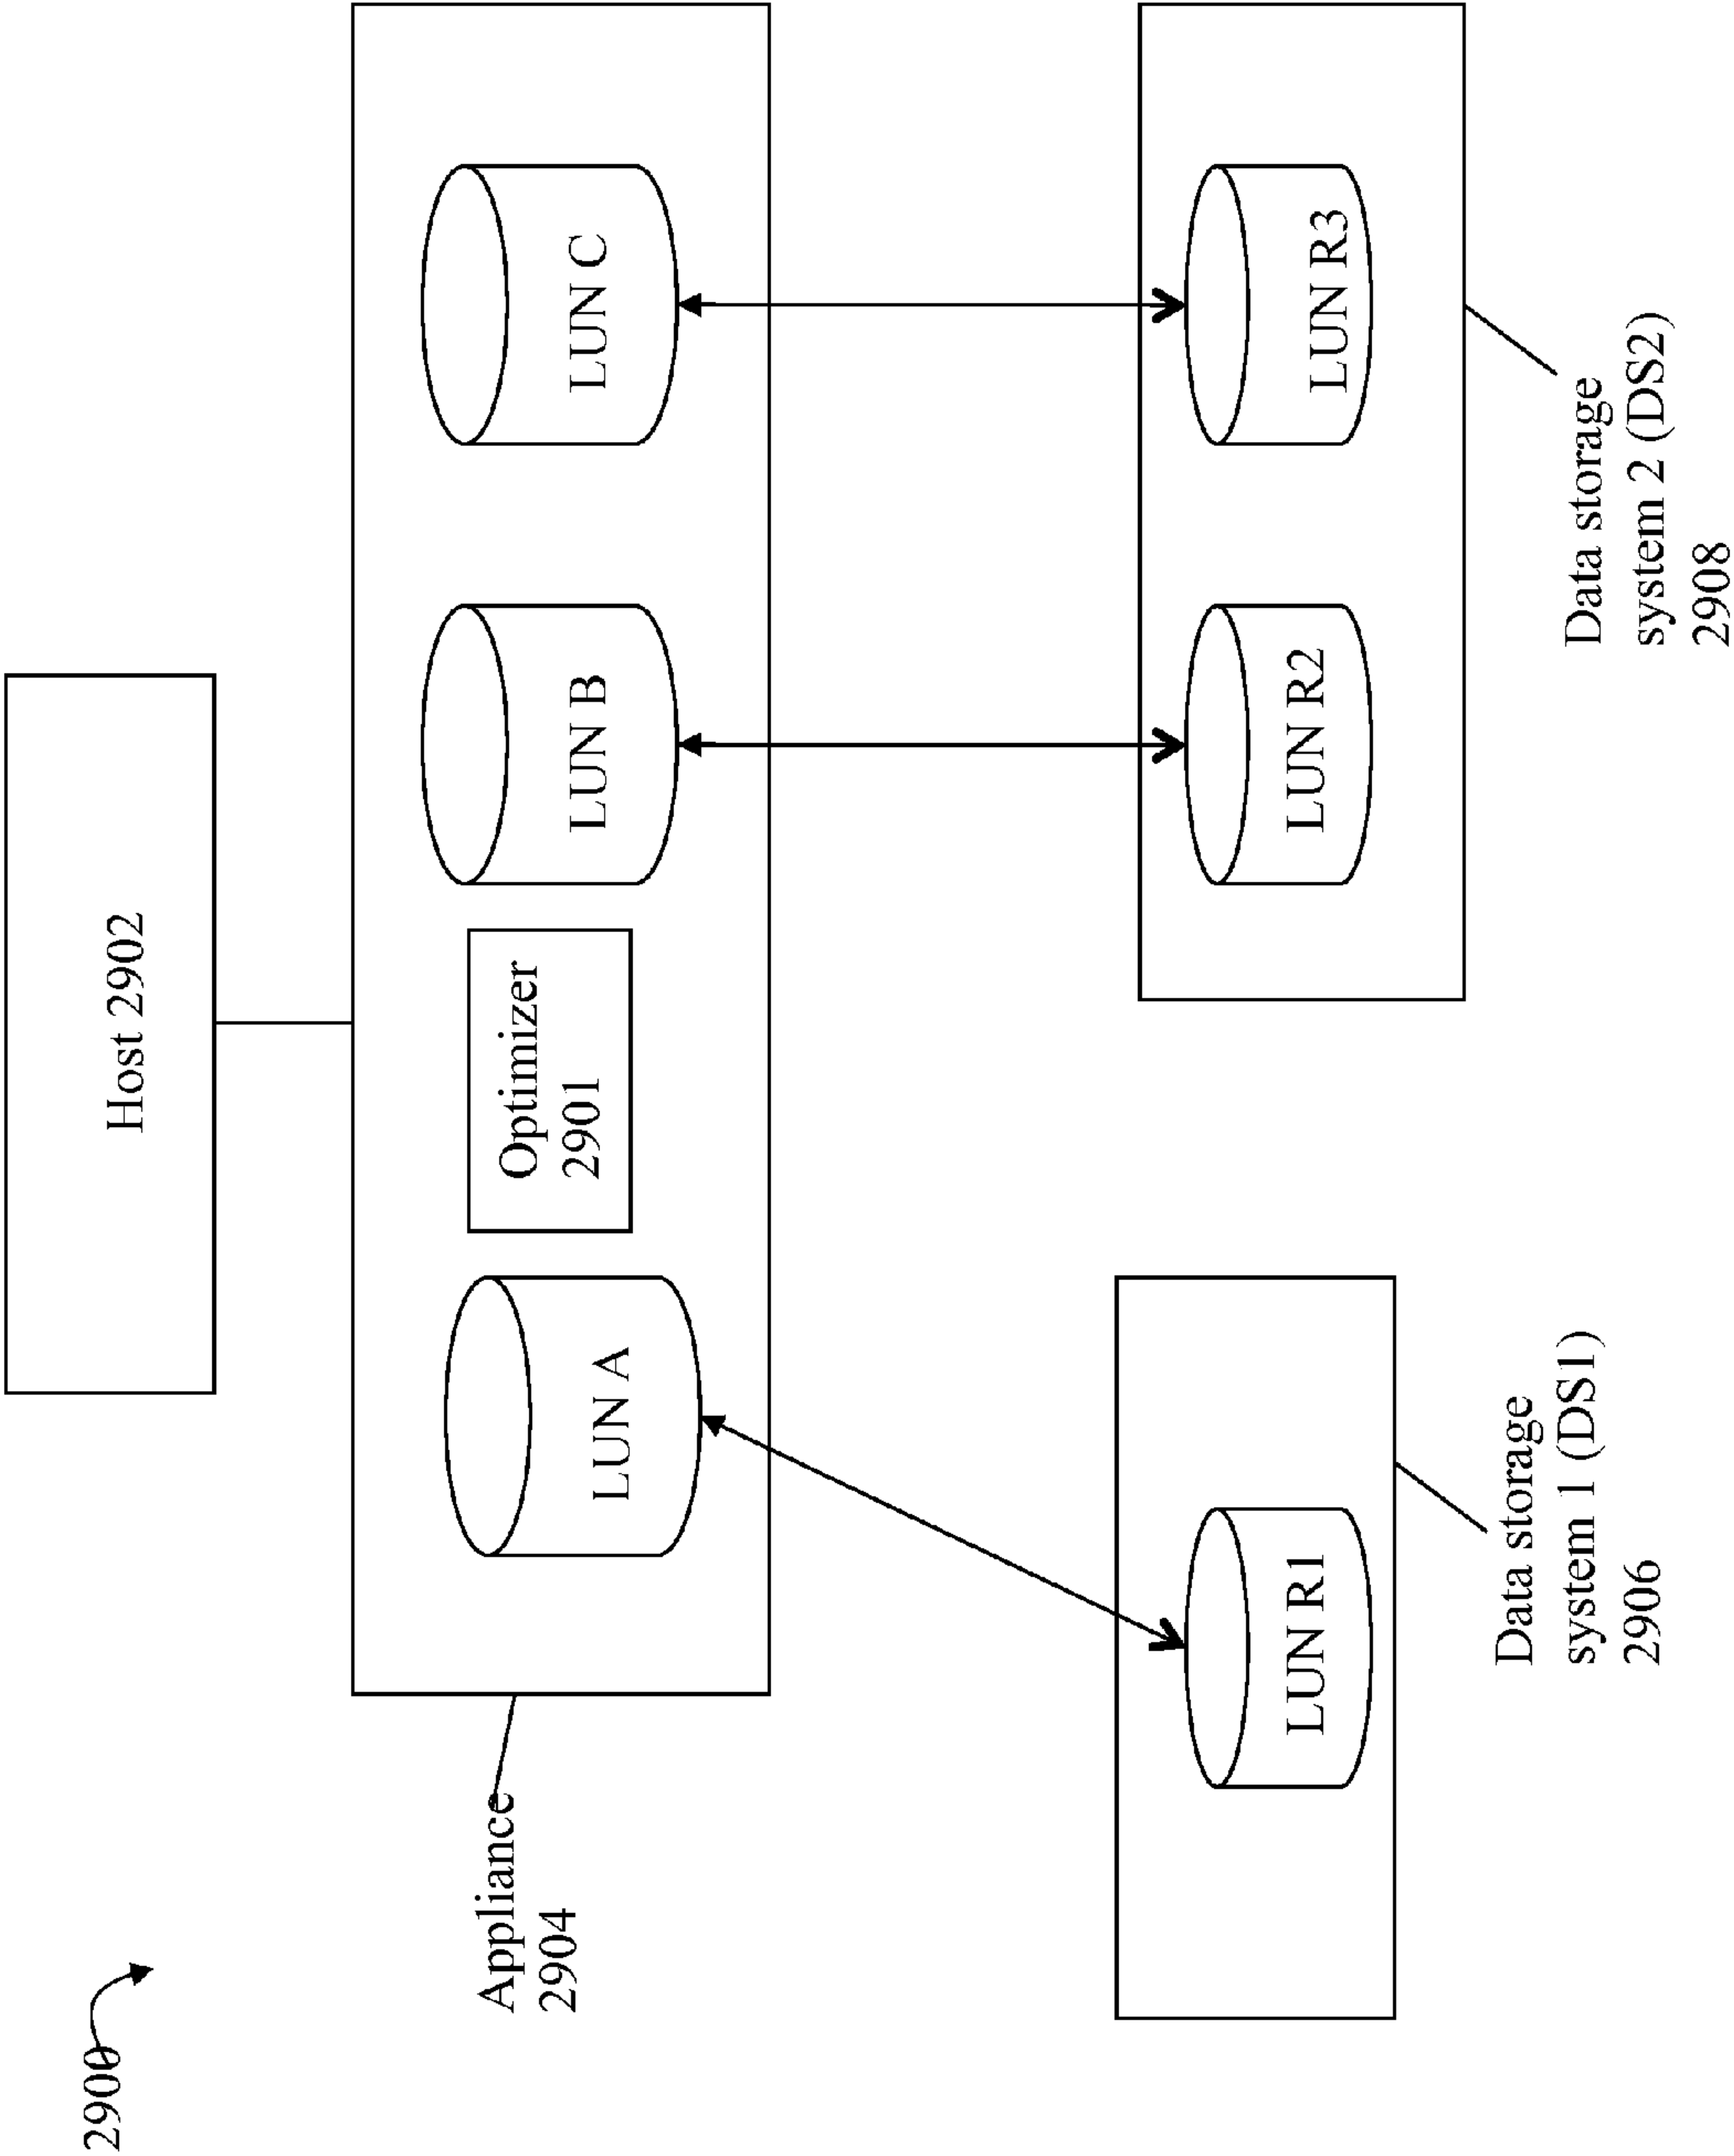 2900
Host 2902
Appliance
2904
LUN A
Optimizer
2901
LUN B
LUN C
LUN R1
LUN R2
LUN R3
Data storage
system 1 (DS1)
2906
Data storage
system 2 (DS2)
2908